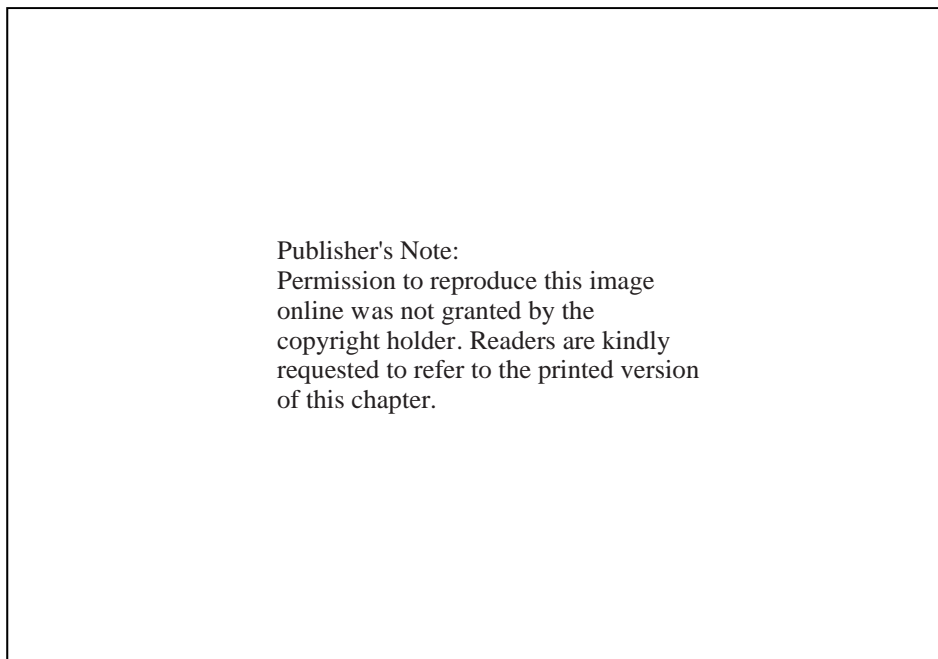 Publisher's Note:
Permission to reproduce this image
online was not granted by the
copyright holder. Readers are kindly
requested to refer to the printed version
of this chapter.